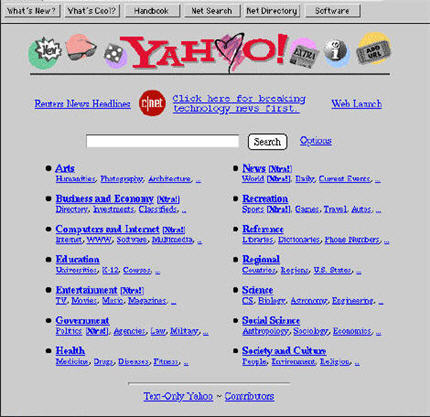 What's New?
What's Cool?
Handbook
Net Search
Net Directory
Software
New
YAHOO!
EXTRA
i
ADD URL
Reuters News Headlines
c|net
Click here for breaking
technology news first.
Web Launch
Search
Options
Arts
Humanities, Photography, Architecture, ...
Business and Economy [Xtra!]
Directory, Investments, Classifieds, ...
Computers and Internet [Xtra!]
Internet, WWW, Software, Multimedia, ...
Education
Universities, K-12, Courses, ...
Entertainment [Xtra!]
TV, Movies, Music, Magazines, ...
Government
Politics [Xtra!], Agencies, Law, Military, ...
Health
Medicine, Drugs, Diseases, Fitness, ...
News [Xtra!]
World [Xtra!], Daily, Current Events, ...
Recreation
Sports [Xtra!], Games, Travel, Autos, ...
Reference
Libraries, Dictionaries, Phone Numbers, ...
Regional
Countries, Regions, U.S. States, ...
Science
CS, Biology, Astronomy, Engineering, ...
Social Science
Anthropology, Sociology, Economics, ...
Society and Culture
People, Environment, Religion, ...
Text-Only Yahoo ~ Contributors